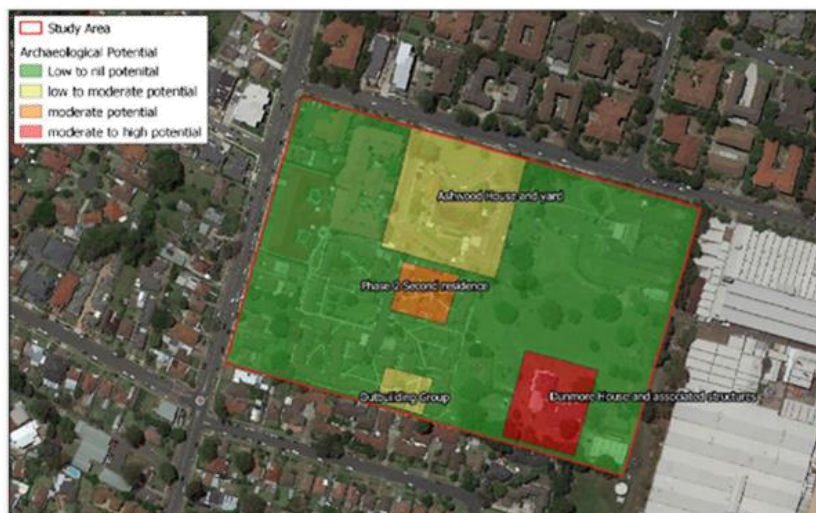 Study Area
Archaeological Potential
Low to nil potenital
low to moderate potential
moderate potential
moderate to high potential
Ashwood House and yard
Phase 2 Second residence
Outbuilding Group
Dunmore House and associated structures